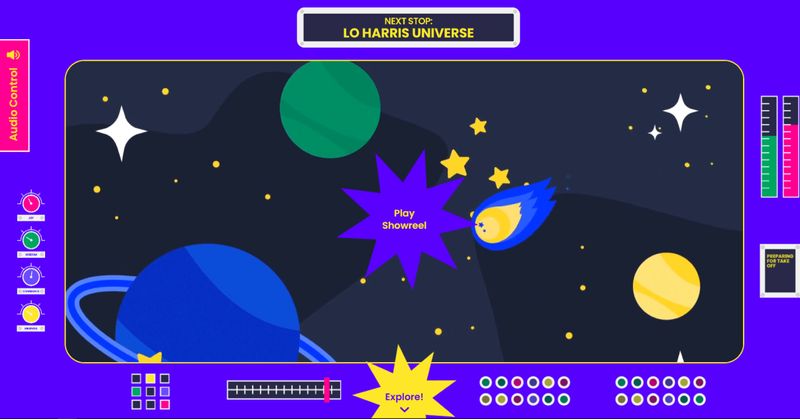 NEXT STOP:
LO HARRIS UNIVERSE
Audio Control
Play
Showreel
PREPARING
FOR TAKE
OFF
Explore!